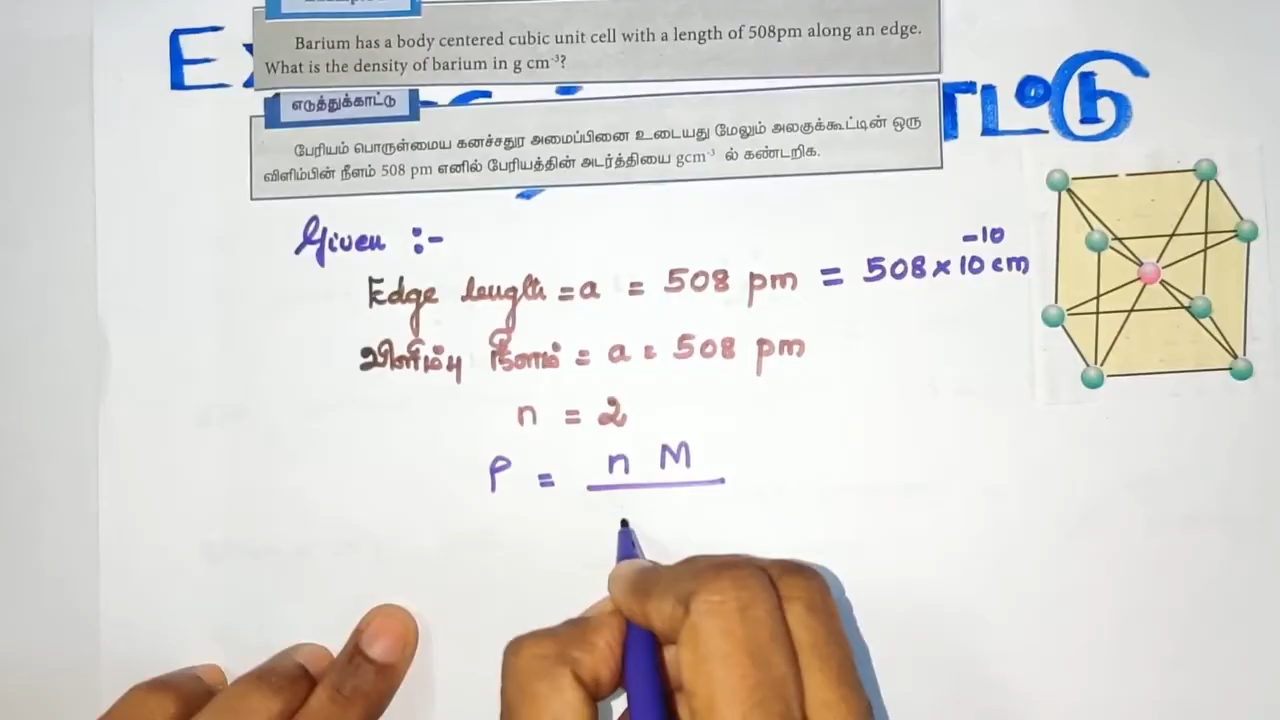 Barium has a body centered cubic unit cell with a length of 508pm along an edge.
What is the density of barium in g cm⁻³?
எடுத்துக்காட்டு
பேரியம் பொருள்மைய கனச்சதுர அமைப்பினை உடையது மேலும் அலகுக்கூட்டின் ஒரு
விளிம்பின் நீளம் 508 pm எனில் பேரியத்தின் அடர்த்தியை gcm⁻³ ல் கண்டறிக.
Given :-
Edge length = a = 508 pm = 508 × 10⁻¹⁰ cm
விளிம்பு நீளம் = a = 508 pm
n = 2
ρ = n M